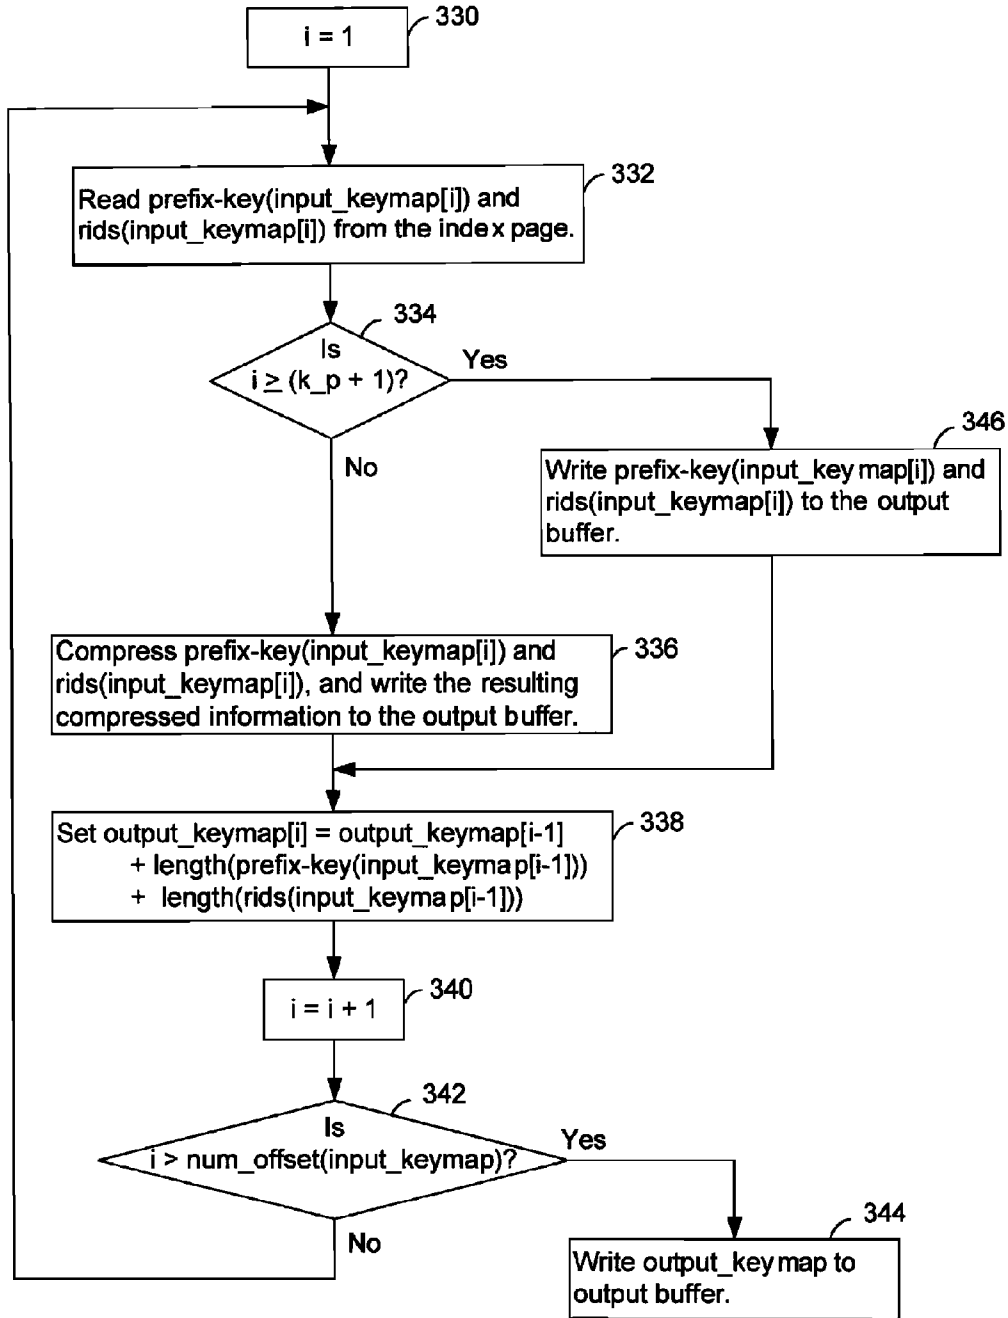 i = 1
330
Read prefix-key(input_keymap[i]) and
rids(input_keymap[i]) from the index page.
332
334
Is
i ≥ (k_p + 1)?
Yes
No
346
Write prefix-key(input_keymap[i]) and
rids(input_keymap[i]) to the output
buffer.
Compress prefix-key(input_keymap[i]) and
rids(input_keymap[i]), and write the resulting
compressed information to the output buffer.
336
Set output_keymap[i] = output_keymap[i-1]
+ length(prefix-key(input_keymap[i-1]))
+ length(rids(input_keymap[i-1]))
338
i = i + 1
340
342
Is
i > num_offset(input_keymap)?
Yes
No
344
Write output_keymap to
output buffer.